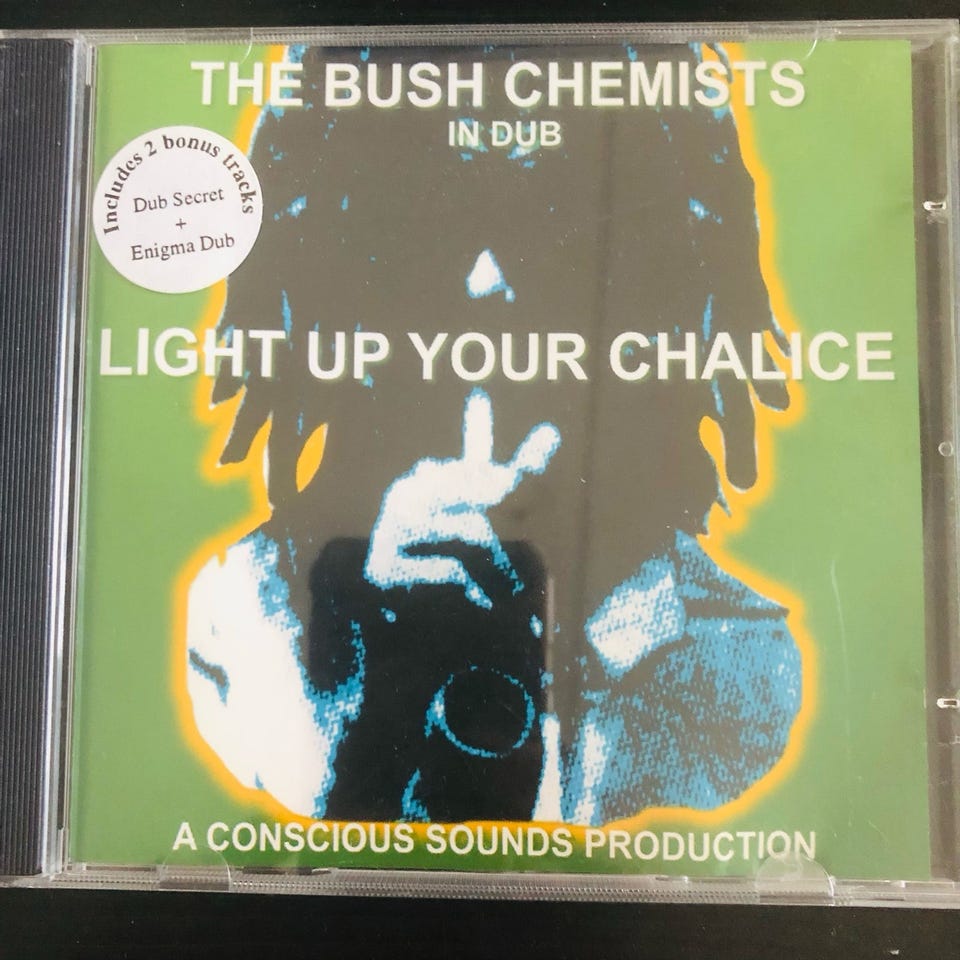 THE BUSH CHEMISTS
IN DUB
Includes 2 bonus tracks
Dub Secret
+
Enigma Dub
LIGHT UP YOUR CHALICE
A CONSCIOUS SOUNDS PRODUCTION